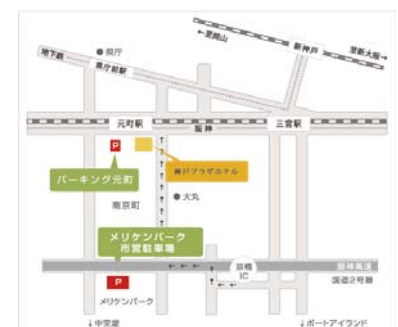 ←至岡山
新神戸
至新大阪→
地下鉄
県庁
県庁前駅
元町駅
阪神
三宮駅
P
神戸プラザホテル
パーキング元町
大丸
南京町
メリケンパーク
市営駐車場
京橋
IC
阪神高速
国道2号線
P
メリケンパーク
↓中突堤
↓ポートアイランド